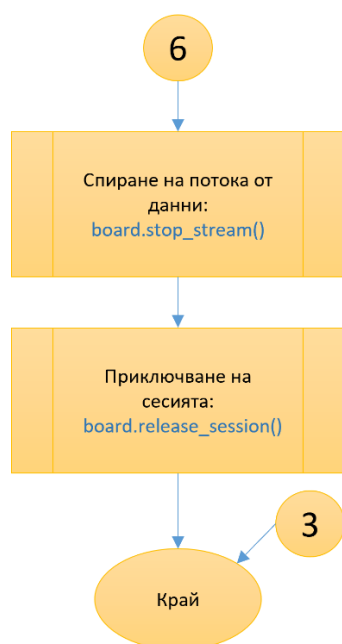 6
Спиране на потока от
данни:
board.stop_stream()
Приключване на
сесията:
board.release_session()
3
Край